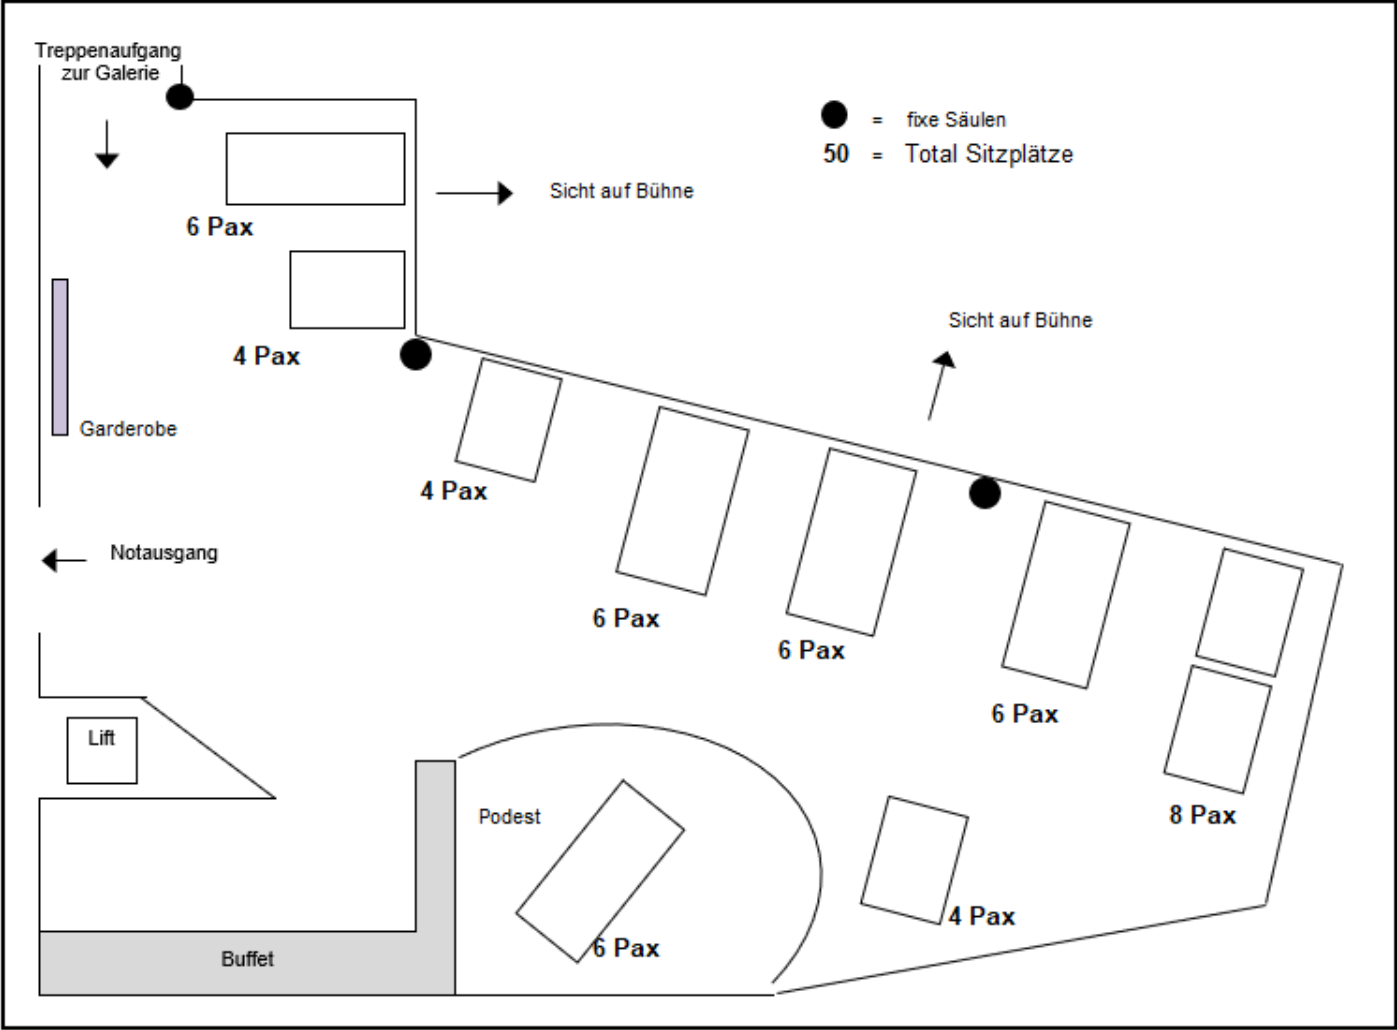 Treppenaufgang
zur Galerie
= fixe Säulen
50 = Total Sitzplätze
Sicht auf Bühne
6 Pax
Sicht auf Bühne
4 Pax
Garderobe
4 Pax
Notausgang
6 Pax
6 Pax
6 Pax
Lift
Podest
8 Pax
4 Pax
6 Pax
Buffet